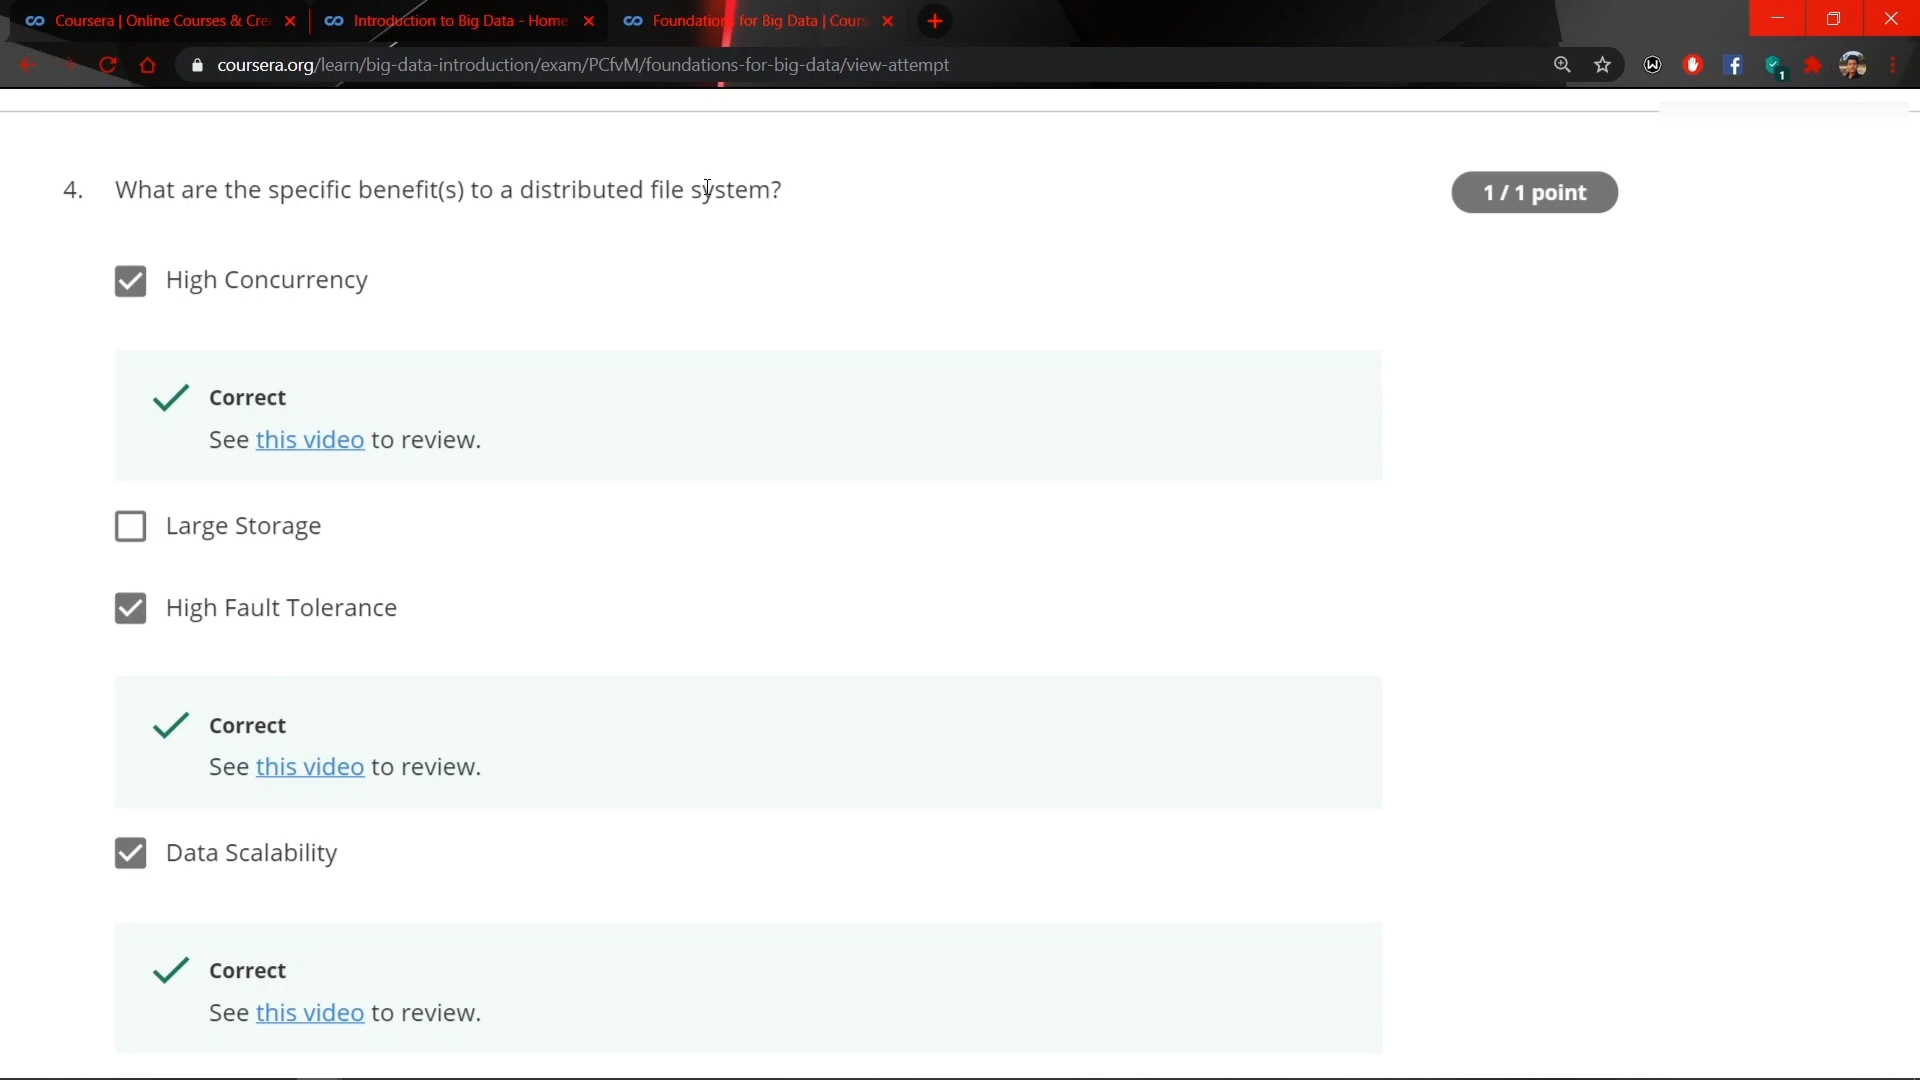 Coursera | Online Courses & Cre
Introduction to Big Data - Home
Foundations for Big Data | Cours
coursera.org/learn/big-data-introduction/exam/PCfvM/foundations-for-big-data/view-attempt
1
4. What are the specific benefit(s) to a distributed file system?
1 / 1 point
High Concurrency
Correct
See this video to review.
Large Storage
High Fault Tolerance
Correct
See this video to review.
Data Scalability
Correct
See this video to review.